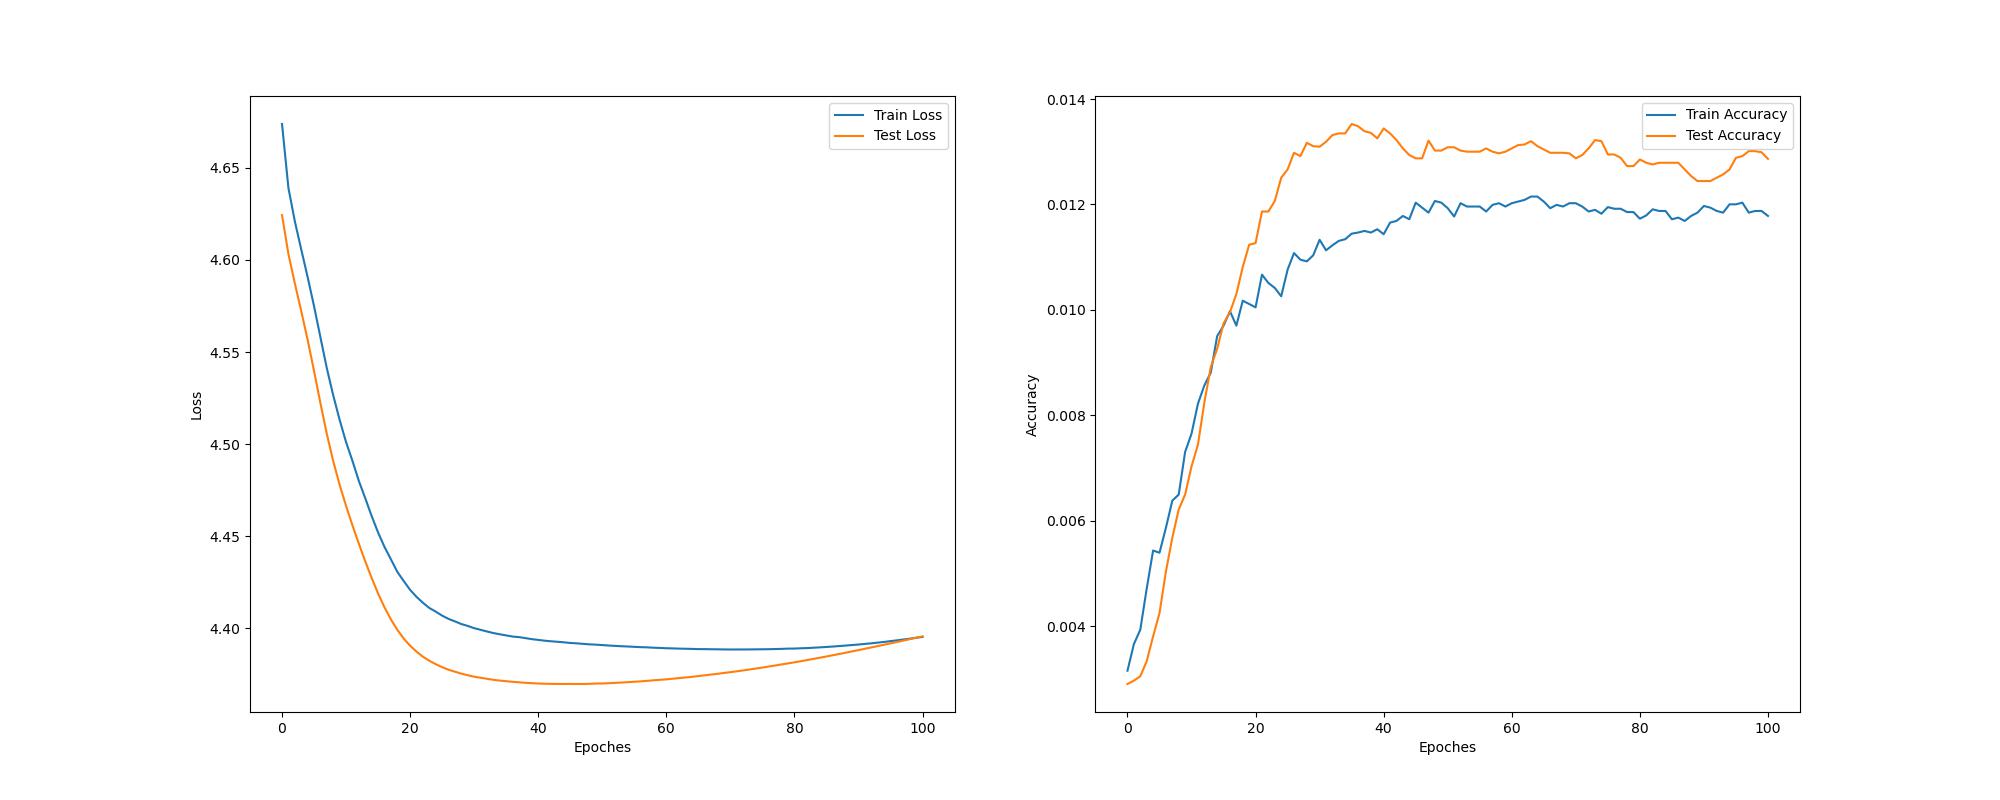 Train Loss
Test Loss
4.65
4.60
4.55
4.50
4.45
4.40
Loss
0 20 40 60 80 100
Epoches
Train Accuracy
Test Accuracy
0.014
0.012
0.010
0.008
0.006
0.004
Accuracy
0 20 40 60 80 100
Epoches